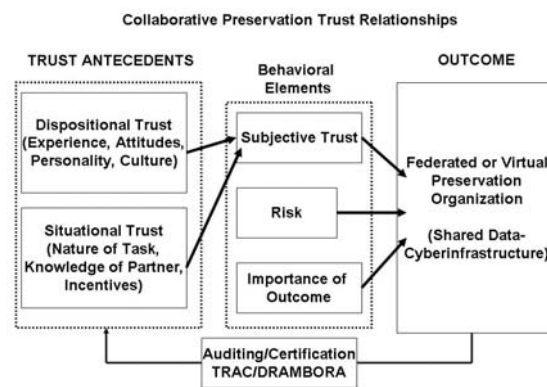 Collaborative Preservation Trust Relationships
TRUST ANTECEDENTS
Dispositional Trust
(Experience, Attitudes,
Personality, Culture)
Situational Trust
(Nature of Task,
Knowledge of Partner,
Incentives)
Behavioral
Elements
Subjective Trust
Risk
Importance of
Outcome
OUTCOME
Federated or Virtual
Preservation
Organization
(Shared Data-
Cyberinfrastructure)
Auditing/Certification
TRAC/DRAMBORA